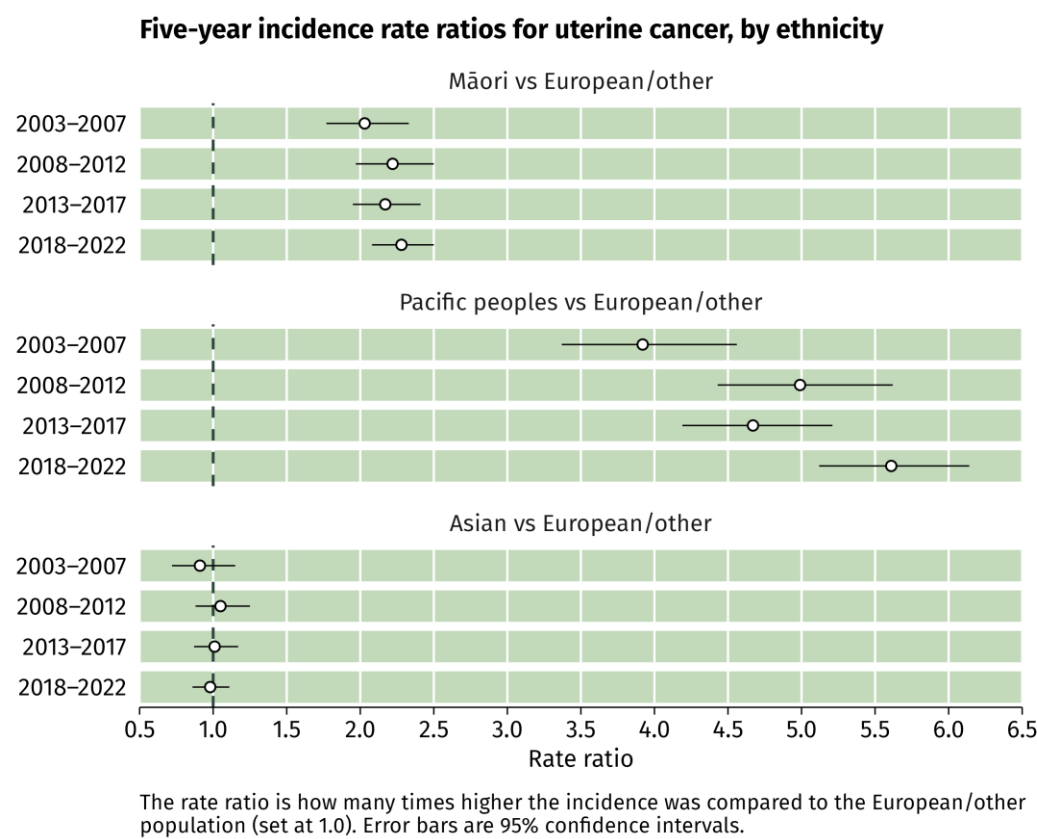 Five-year incidence rate ratios for uterine cancer, by ethnicity
Māori vs European/other
2003–2007
2008–2012
2013–2017
2018–2022
Pacific peoples vs European/other
2003–2007
2008–2012
2013–2017
2018–2022
Asian vs European/other
2003–2007
2008–2012
2013–2017
2018–2022
0.5 1.0 1.5 2.0 2.5 3.0 3.5 4.0 4.5 5.0 5.5 6.0 6.5
Rate ratio
The rate ratio is how many times higher the incidence was compared to the European/other
population (set at 1.0). Error bars are 95% confidence intervals.